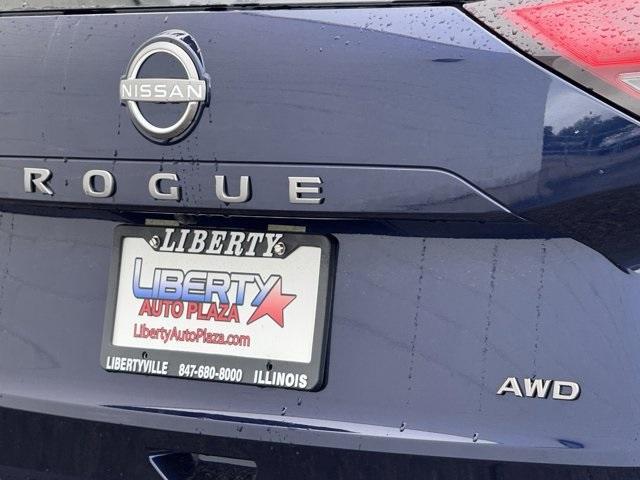 NISSAN
ROGUE
LIBERTY
LIBERTY
AUTO PLAZA
LibertyAutoPlaza.com
LIBERTYVILLE 847-680-8000 ILLINOIS
AWD